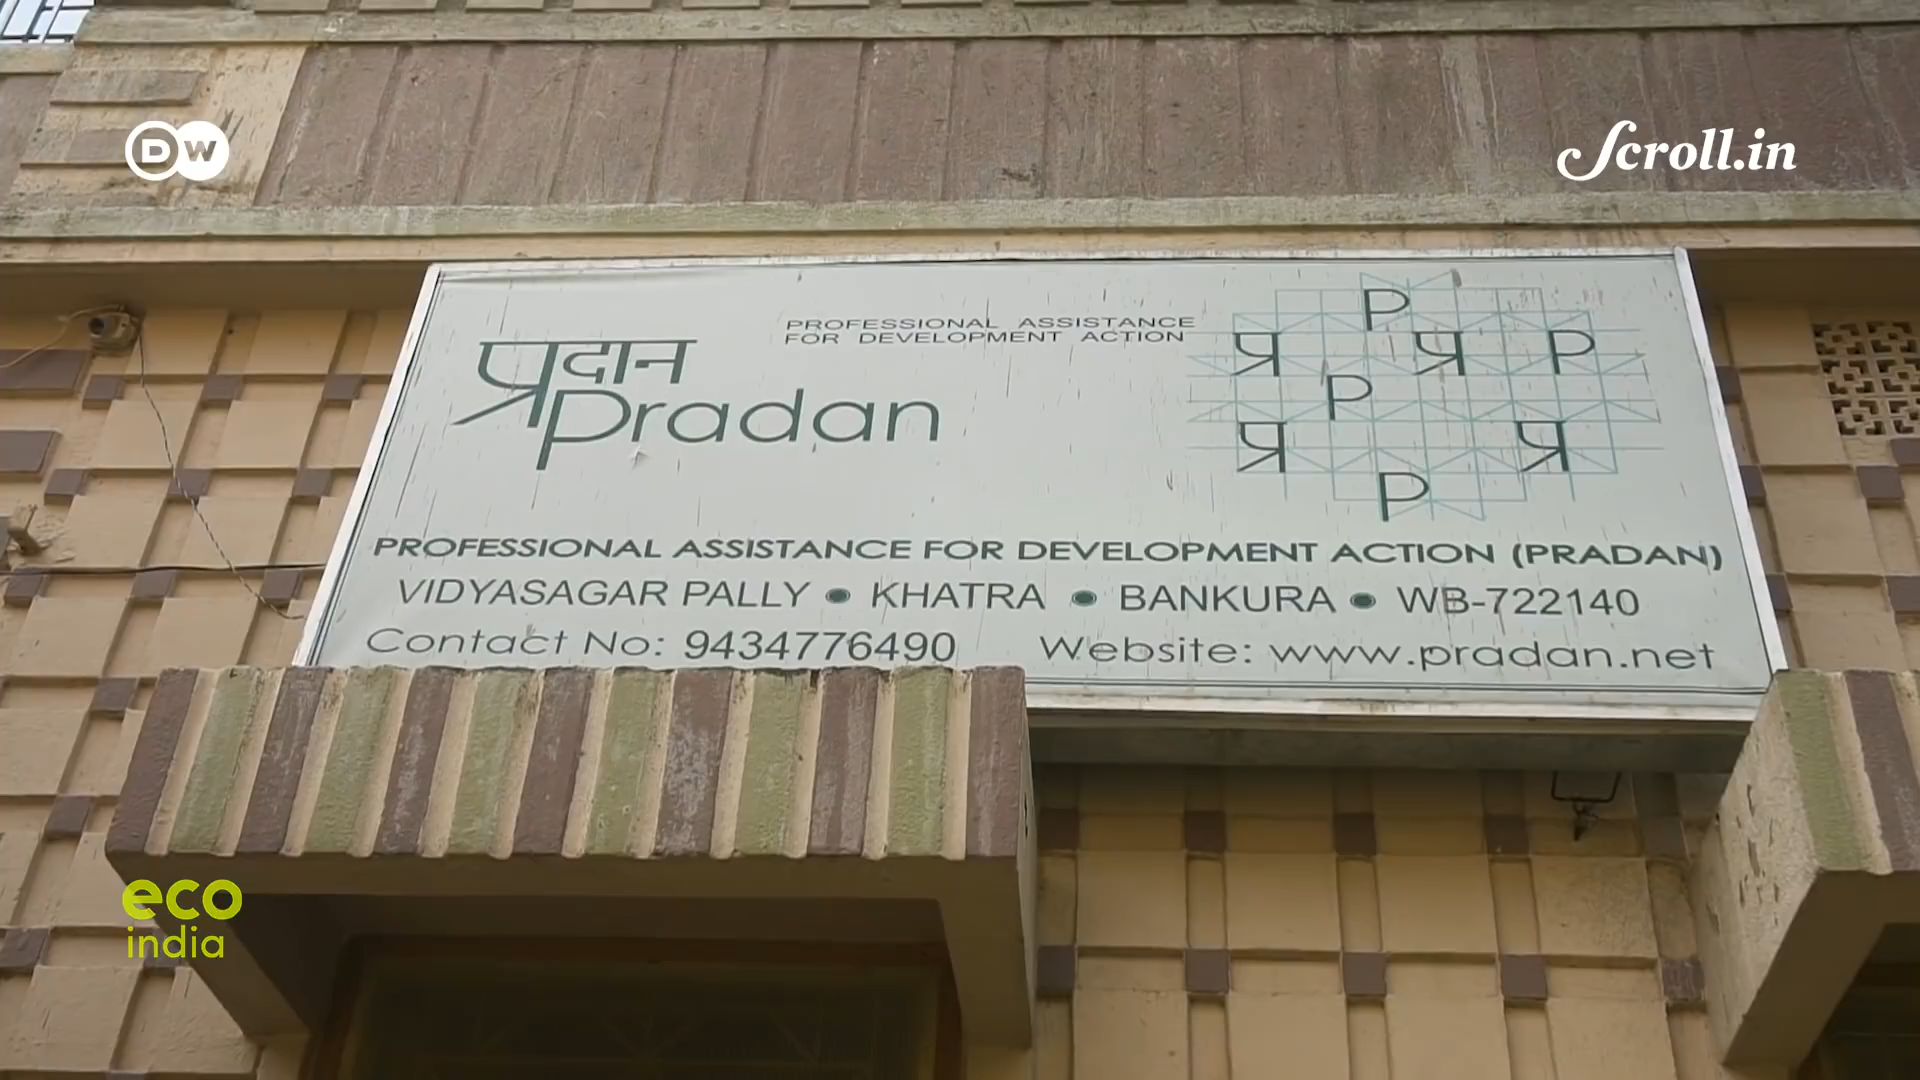 DW
Scroll.in
PROFESSIONAL ASSISTANCE
FOR DEVELOPMENT ACTION
प्रदान
Pradan
P
प्र प्र P
P
प्र प्र
P
PROFESSIONAL ASSISTANCE FOR DEVELOPMENT ACTION (PRADAN)
VIDYASAGAR PALLY • KHATRA • BANKURA • WB-722140
Contact No: 9434776490 Website: www.pradan.net
eco
india